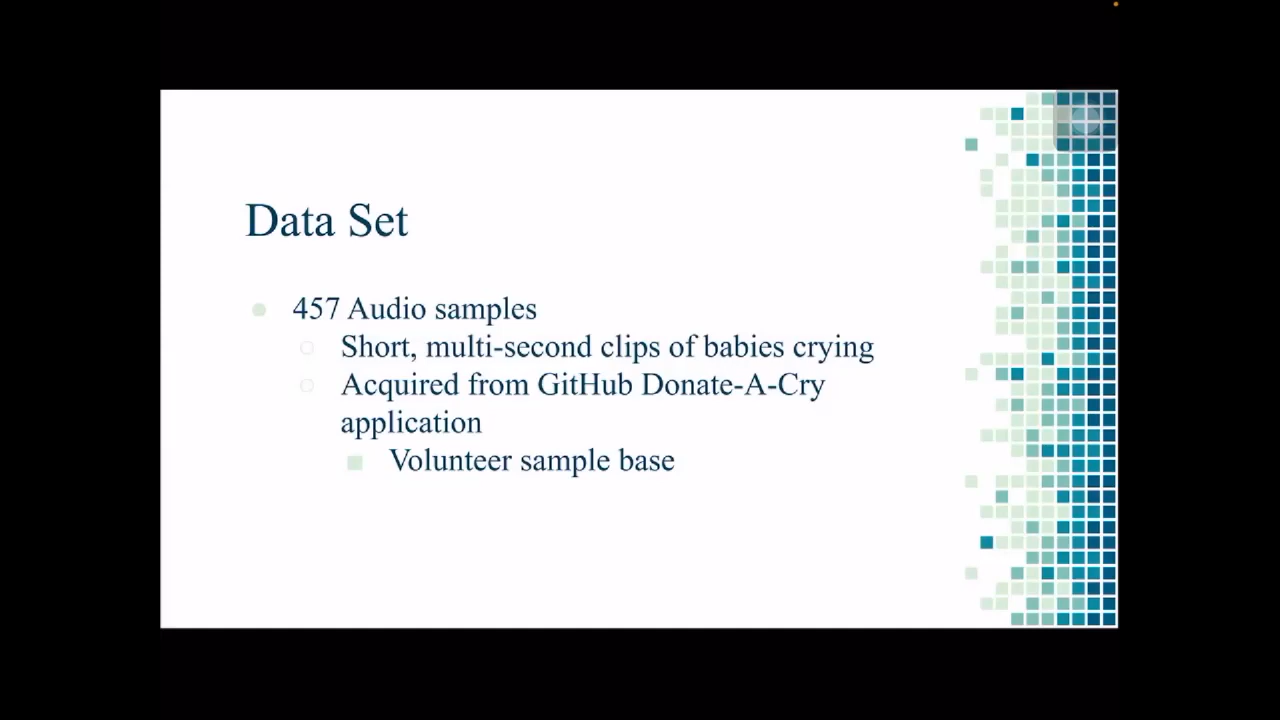 Data Set
457 Audio samples
Short, multi-second clips of babies crying
Acquired from GitHub Donate-A-Cry
application
Volunteer sample base